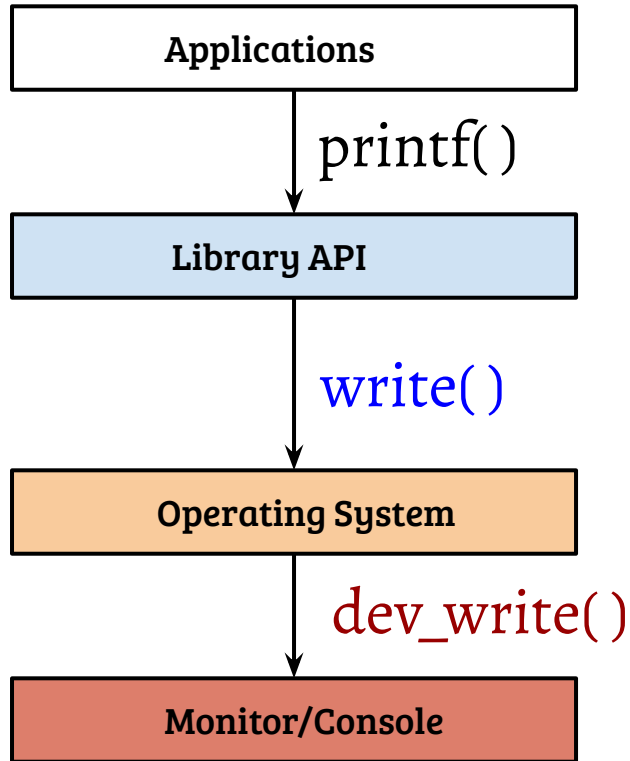 Applications
printf( )
Library API
write( )
Operating System
dev_write( )
Monitor/Console